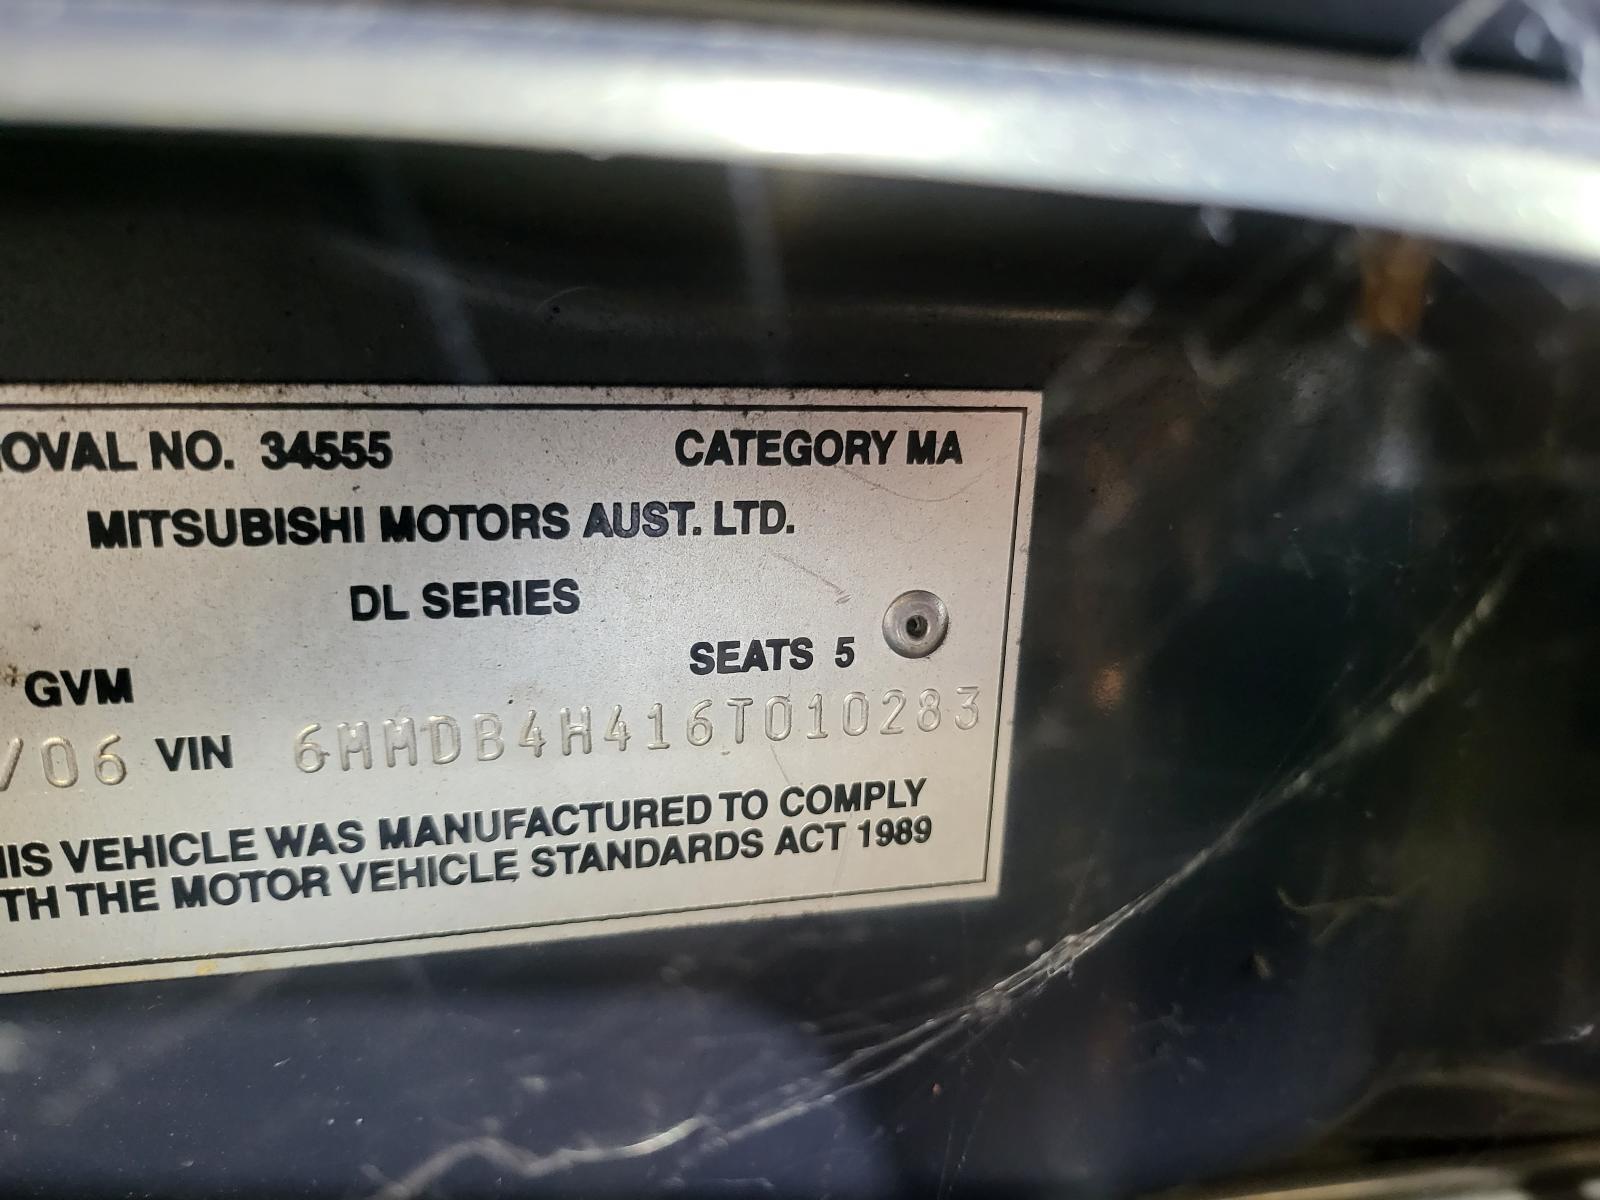 OVAL NO. 34555 CATEGORY MA
MITSUBISHI MOTORS AUST. LTD.
DL SERIES
SEATS 5
GVM
/06 VIN 6MMDB4H416T010283
HIS VEHICLE WAS MANUFACTURED TO COMPLY
TH THE MOTOR VEHICLE STANDARDS ACT 1989